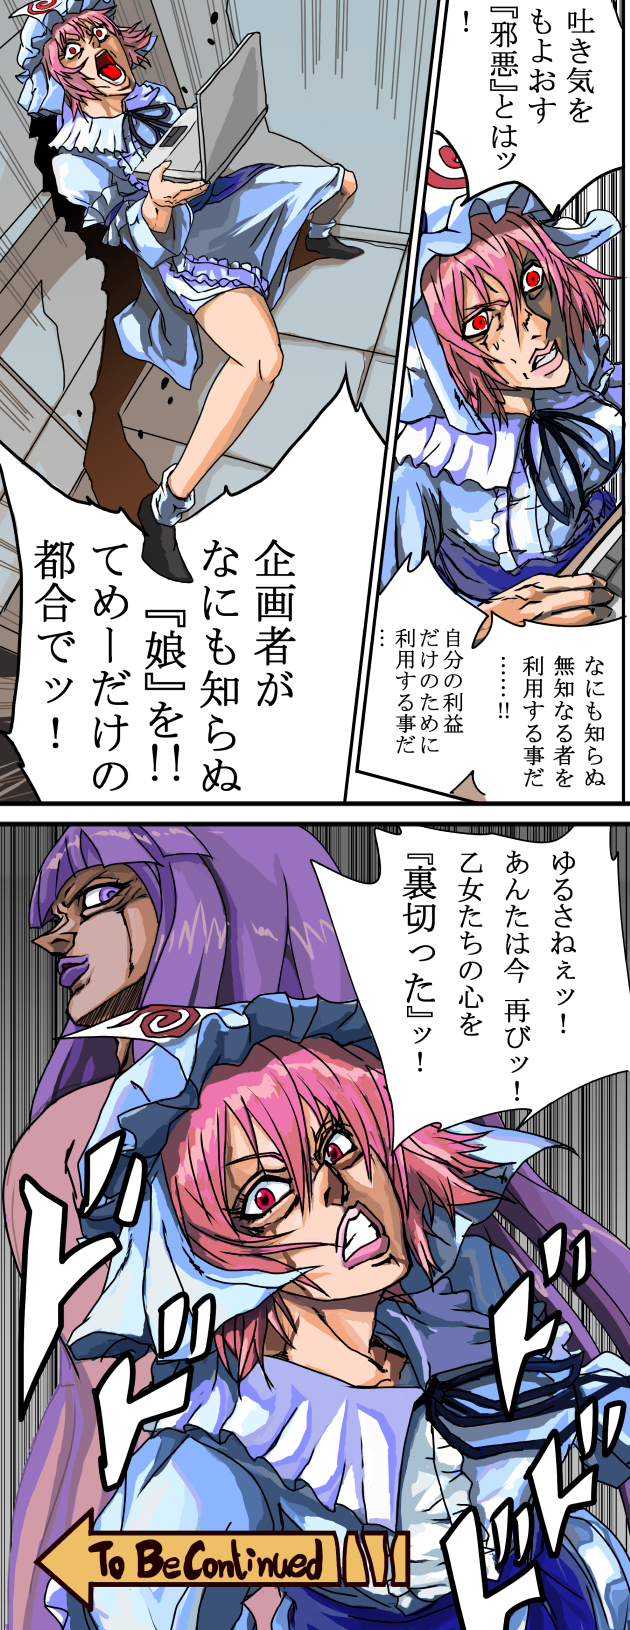 吐き気を
もよおす
『邪悪』とはッ
！
なにも知らぬ
無知なる者を
利用する事だ
……!!
自分の利益
だけのために
利用する事だ
…
企画者が
なにも知らぬ
『娘』を!!
てめーだけの
都合でッ！
ゆるさねぇッ！
あんたは今 再びッ！
乙女たちの心を
『裏切った』ッ！
ド
ド
ド
ド
To Be Continued